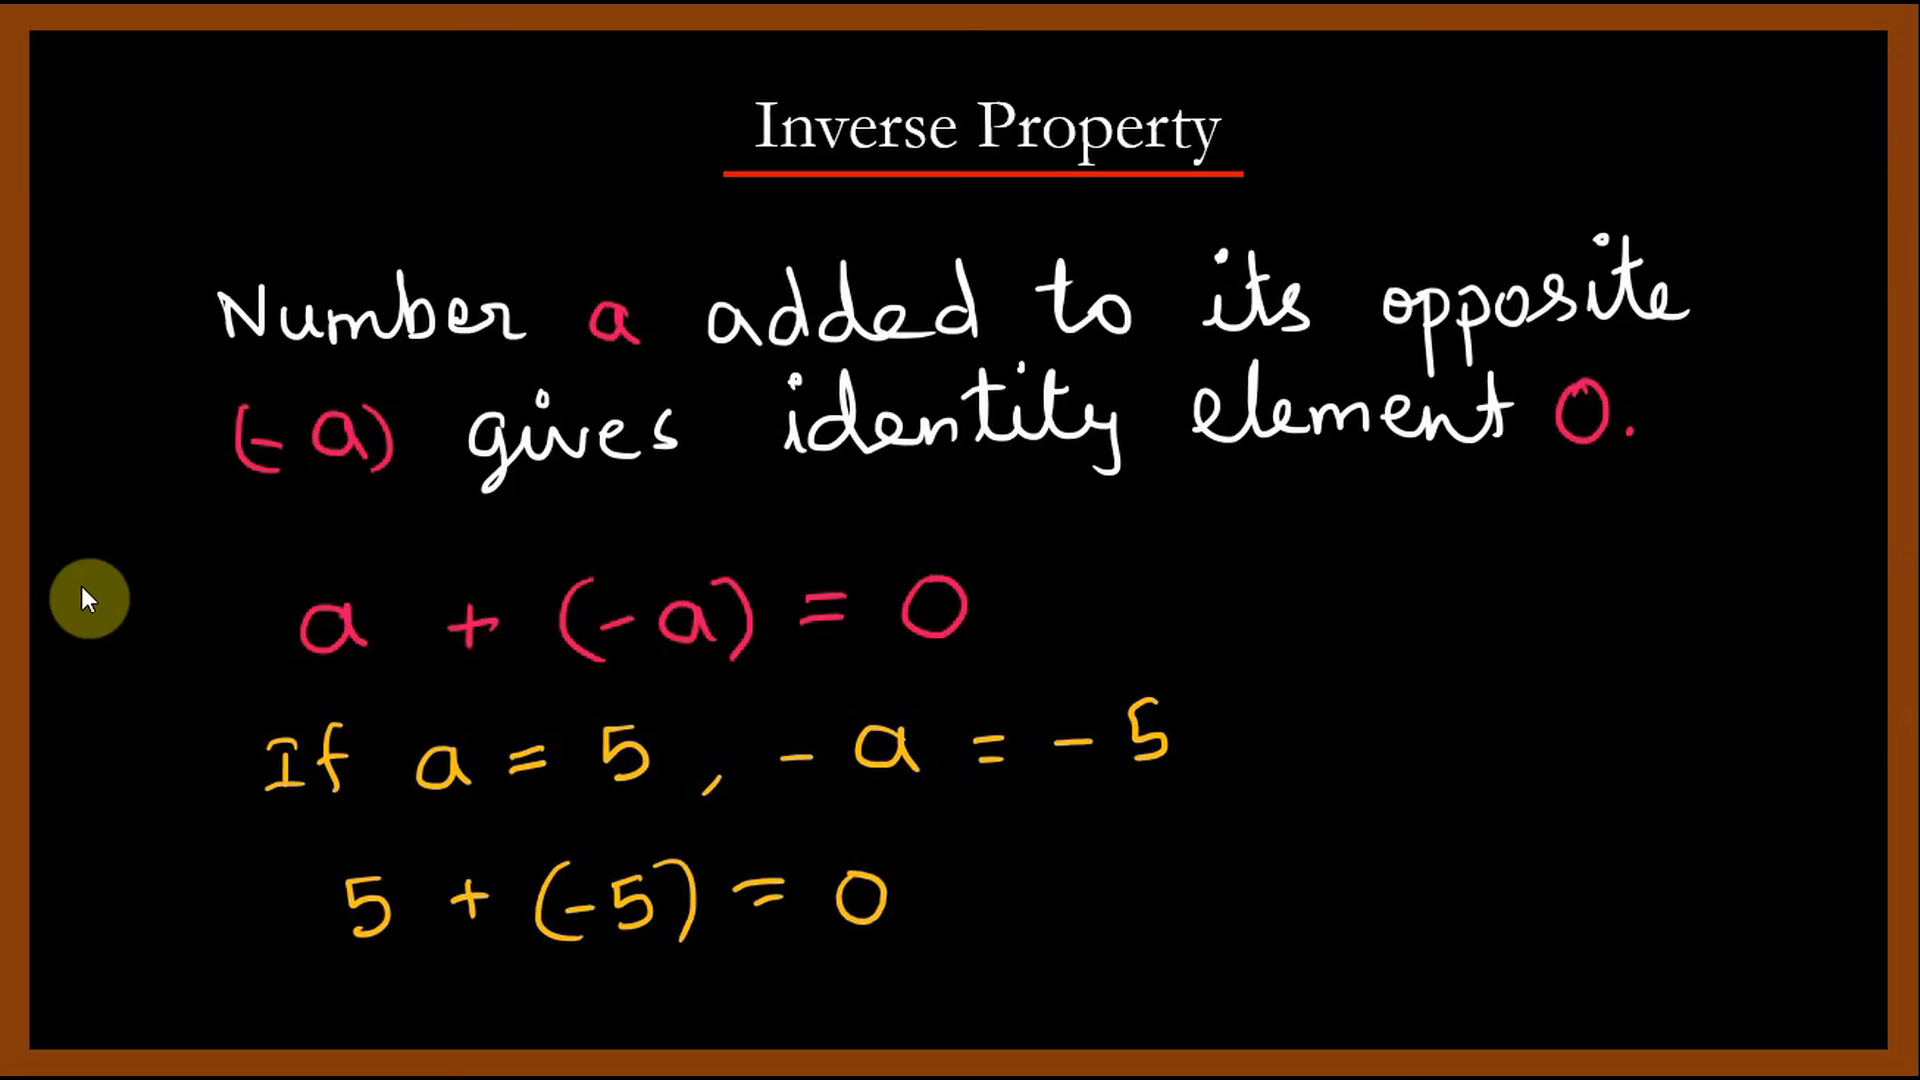 Inverse Property
Number a added to its opposite
(-a) gives identity element 0.
a + (-a) = 0
If a = 5, -a = -5
5 + (-5) = 0